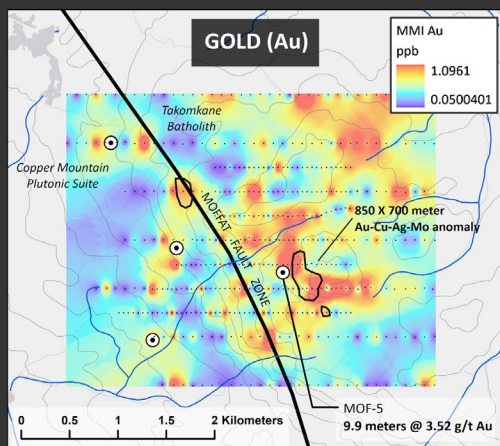 GOLD (Au)
MMI Au
ppb
1.0961
0.0500401
Takomkane
Batholith
Copper Mountain
Plutonic Suite
MOFFAT FAULT ZONE
850 X 700 meter
Au-Cu-Ag-Mo anomaly
MOF-5
9.9 meters @ 3.52 g/t Au
0 0.5 1 1.5 2 Kilometers